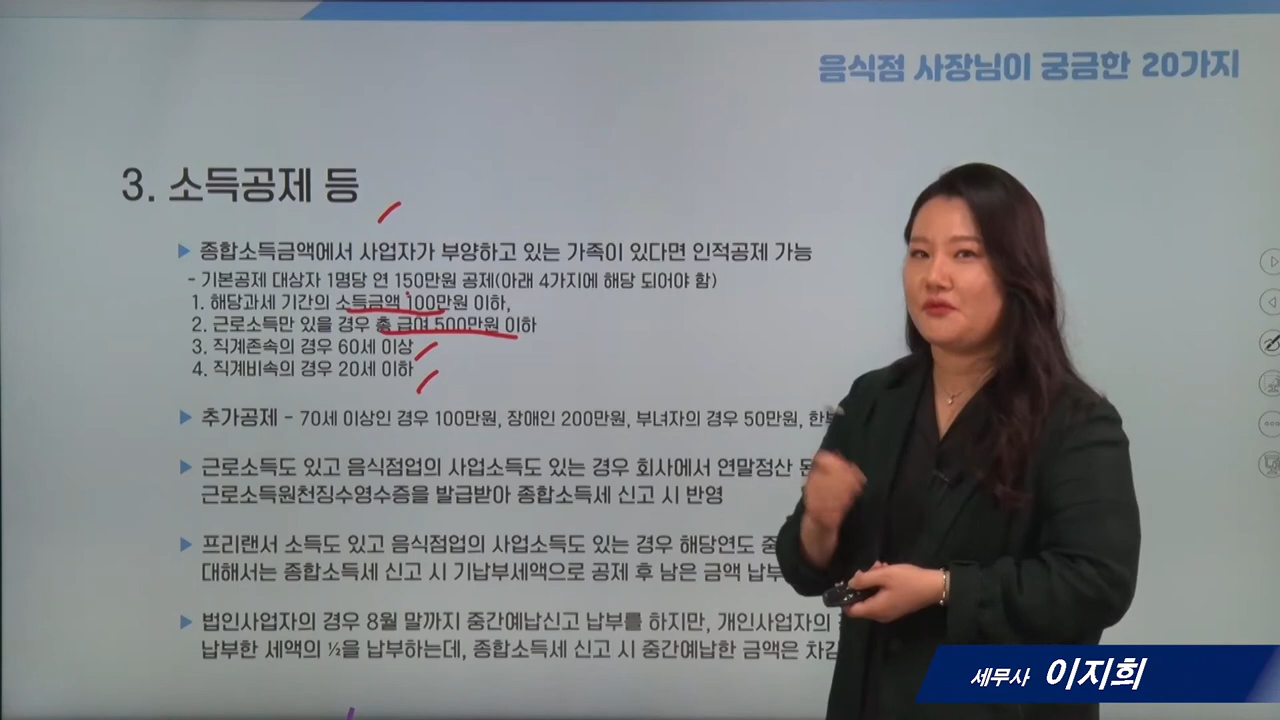 음식점 사장님이 궁금한 20가지
3. 소득공제 등
▶ 종합소득금액에서 사업자가 부양하고 있는 가족이 있다면 인적공제 가능
- 기본공제 대상자 1명당 연 150만원 공제(아래 4가지에 해당 되어야 함)
1. 해당과세 기간의 소득금액 100만원 이하,
2. 근로소득만 있을 경우 총 급여 500만원 이하
3. 직계존속의 경우 60세 이상
4. 직계비속의 경우 20세 이하
▶ 추가공제 - 70세 이상인 경우 100만원, 장애인 200만원, 부녀자의 경우 50만원,
▶ 근로소득도 있고 음식점업의 사업소득도 있는 경우 회사에서 연말정산
근로소득원천징수영수증을 발급받아 종합소득세 신고 시 반영
▶ 프리랜서 소득도 있고 음식점업의 사업소득도 있는 경우 해당연도
대해서는 종합소득세 신고 시 기납부세액으로 공제 후 남은 금액 납부
▶ 법인사업자의 경우 8월 말까지 중간예납신고 납부를 하지만, 개인사업자의
납부한 세액의 ½을 납부하는데, 종합소득세 신고 시 중간예납한 금액은 차감
세무사 이지희